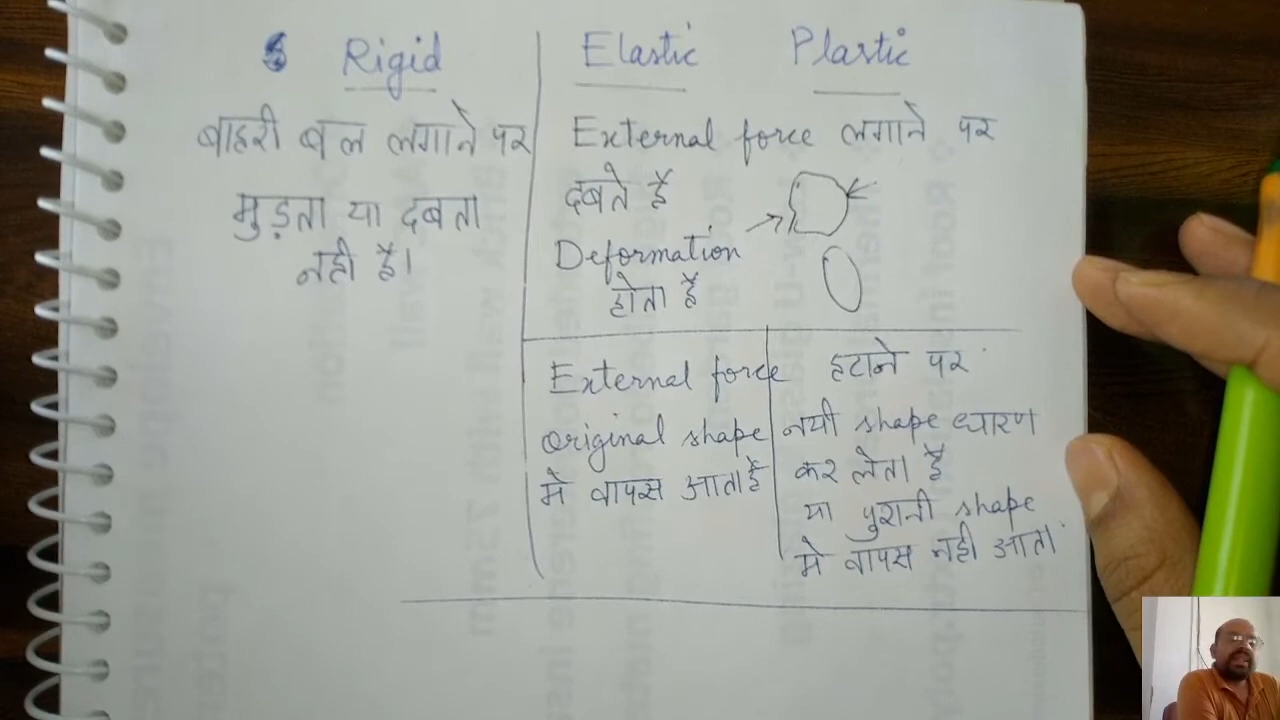 Rigid
बाहरी बल लगाने पर
मुड़ता या दबता
नही है।
Elastic Plastic
External force लगाने पर
दबते है
Deformation
होता है
External force हटाने पर
original shape
मे वापस आता है
नयी shape धारण
कर लेता है
या पुरानी shape
मे वापस नही आता